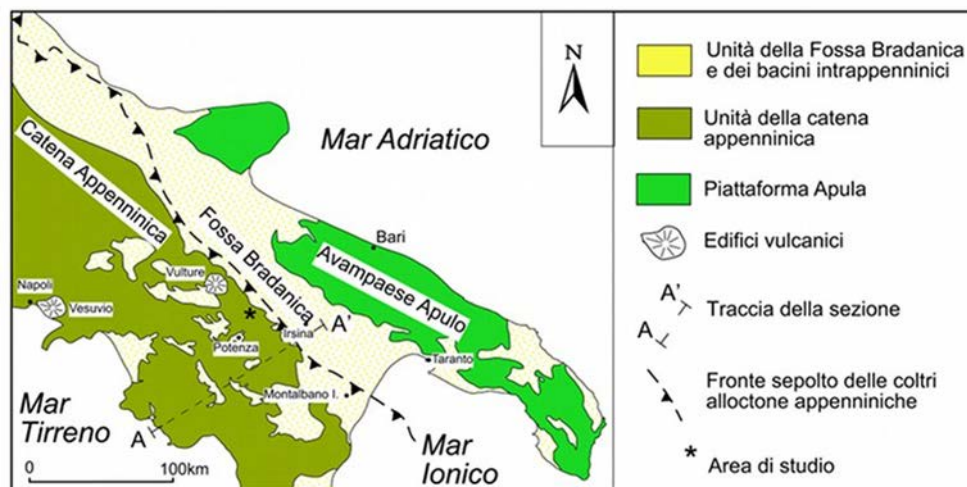 Mar Adriatico
Catena Appenninica
Fossa Bradanica
Avampaese Apulo
Bari
Napoli
Vesuvio
Vulture
*
Potenza
Irsina
A'
Taranto
Montalbano I.
A
Mar
Tirreno
Mar
Ionico
0
100km
N
Unità della Fossa Bradanica
e dei bacini intrappenninici
Unità della catena
appenninica
Piattaforma Apula
Edifici vulcanici
A'
A
Traccia della sezione
Fronte sepolto delle coltri
alloctone appenniniche
* Area di studio